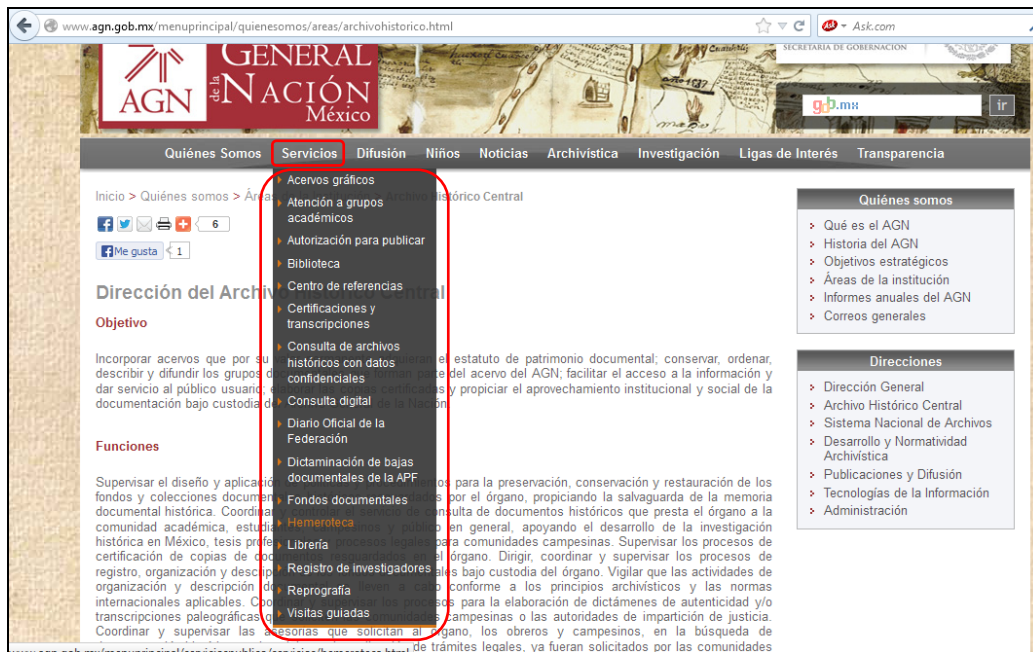 www.agn.gob.mx/menuprincipal/quienesomos/areas/archivohistorico.html
Ask.com
AGN
GENERAL
de la NACIÓN
México
SECRETARÍA DE GOBERNACIÓN
gob.mx
ir
Quiénes Somos Servicios Difusión Niños Noticias Archivística Investigación Ligas de Interés Transparencia
Inicio > Quiénes somos > Histórico Central
6
Me gusta 1
Dirección del Archivo Histórico Central
Objetivo
Incorporar acervos que por su el estatuto de patrimonio documental; conservar, ordenar,
describir y difundir los grupos del acervo del AGN; facilitar el acceso a la información y
dar servicio al público usuario; y propiciar el aprovechamiento institucional y social de la
documentación bajo custodia de la Nación
Funciones
Supervisar el diseño y aplicación para la preservación, conservación y restauración de los
fondos y colecciones por el órgano, propiciando la salvaguarda de la memoria
documental histórica. Coordinar y controlar el servicio de consulta de documentos históricos que presta el órgano a la
comunidad académica, público en general, apoyando el desarrollo de la investigación
histórica en México, tesis procesos legales para comunidades campesinas. Supervisar los procesos de
certificación de copias de en el órgano. Dirigir, coordinar y supervisar los procesos de
registro, organización y bajo custodia del órgano. Vigilar que las actividades de
organización y descripción a cabo conforme a los principios archivísticos y las normas
internacionales aplicables. los procesos para la elaboración de dictámenes de autenticidad y/o
transcripciones paleográficas campesinas o las autoridades de impartición de justicia.
Coordinar y supervisar las asesorías que solicitan al órgano, los obreros y campesinos, en la búsqueda de
de trámites legales, ya fueran solicitados por las comunidades
Acervos gráficos
Atención a grupos
académicos
Autorización para publicar
Biblioteca
Centro de referencias
Certificaciones y
transcripciones
Consulta de archivos
históricos con datos
confidenciales
Consulta digital
Diario Oficial de la
Federación
Dictaminación de bajas
documentales de la APF
Fondos documentales
Hemeroteca
Librería
Registro de investigadores
Reprografía
Visitas guiadas
Quiénes somos
Qué es el AGN
Historia del AGN
Objetivos estratégicos
Áreas de la institución
Informes anuales del AGN
Correos generales
Direcciones
Dirección General
Archivo Histórico Central
Sistema Nacional de Archivos
Desarrollo y Normatividad
Archivística
Publicaciones y Difusión
Tecnologías de la Información
Administración